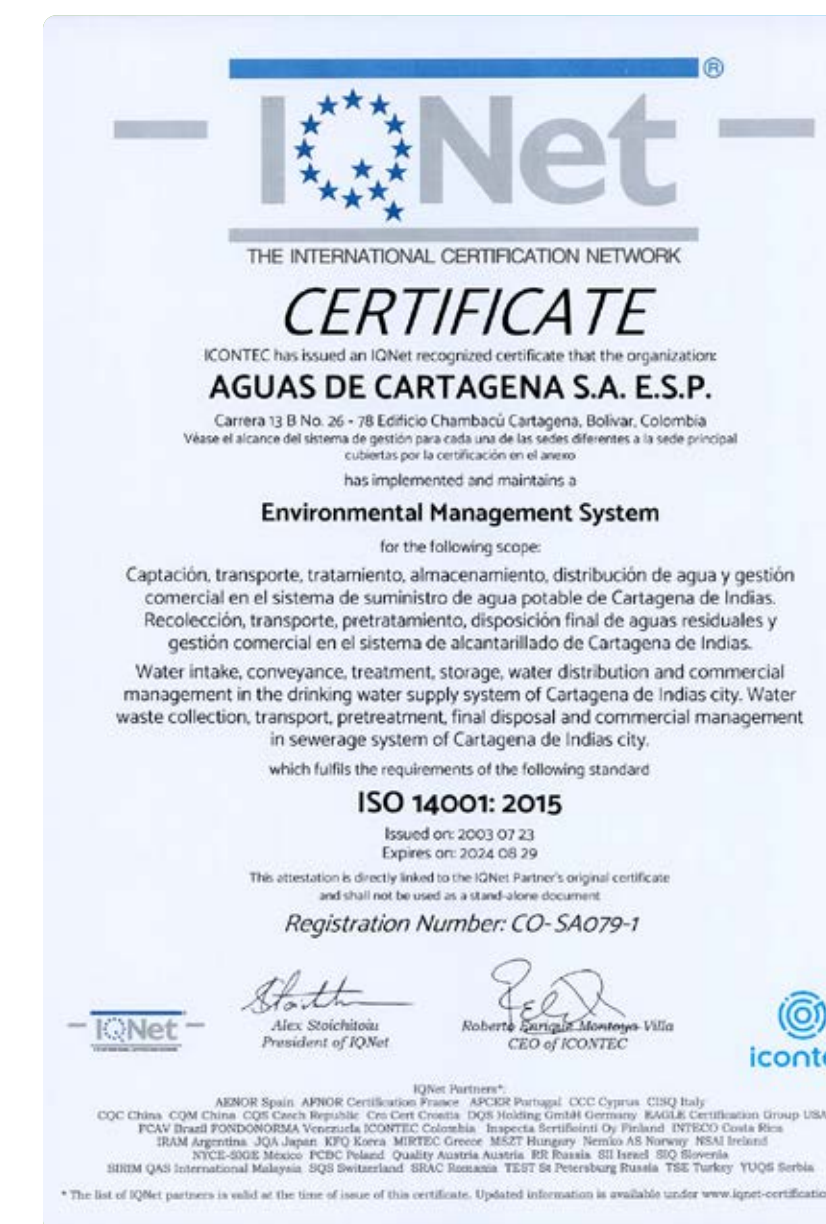 IQNet ®
THE INTERNATIONAL CERTIFICATION NETWORK
CERTIFICATE
ICONTEC has issued an IQNet recognized certificate that the organization:
AGUAS DE CARTAGENA S.A. E.S.P.
Carrera 13 B No. 26 - 78 Edificio Chambacú Cartagena, Bolivar, Colombia
Véase el alcance del sistema de gestión para cada una de las sedes diferentes a la sede principal
cubiertas por la certificación en el anexo
has implemented and maintains a
Environmental Management System
for the following scope:
Captación, transporte, tratamiento, almacenamiento, distribución de agua y gestión
comercial en el sistema de suministro de agua potable de Cartagena de Indias.
Recolección, transporte, pretratamiento, disposición final de aguas residuales y
gestión comercial en el sistema de alcantarillado de Cartagena de Indias.
Water intake, conveyance, treatment, storage, water distribution and commercial
management in the drinking water supply system of Cartagena de Indias city. Water
waste collection, transport, pretreatment, final disposal and commercial management
in sewerage system of Cartagena de Indias city.
which fulfils the requirements of the following standard
ISO 14001: 2015
Issued on: 2003 07 23
Expires on: 2024 08 29
This attestation is directly linked to the IQNet Partner's original certificate
and shall not be used as a stand-alone document
Registration Number: CO-SA079-1
IQNet
Alex Stoichitoiu
President of IQNet
Roberto Enrique Montoya Villa
CEO of ICONTEC
iconte
IQNet Partners*:
AENOR Spain AFNOR Certification France APCER Portugal CCC Cyprus CISQ Italy
CQC China CQM China CQS Czech Republic Cro Cert Croatia DQS Holding GmbH Germany EAGLE Certification Group USA
FCAV Brazil FONDONORMA Venezuela ICONTEC Colombia Inspecta Sertifiointi Oy Finland INTECO Costa Rica
IRAM Argentina JQA Japan KFQ Korea MIRTEC Greece MSZT Hungary Nemko AS Norway NSAI Ireland
NYCE-SIGE México PCBC Poland Quality Austria Austria RR Russia SII Israel SIQ Slovenia
SIRIM QAS International Malaysia SQS Switzerland SRAC Romania TEST St Petersburg Russia TSE Turkey YUQS Serbia
* The list of IQNet partners is valid at the time of issue of this certificate. Updated information is available under www.iqnet-certificatio